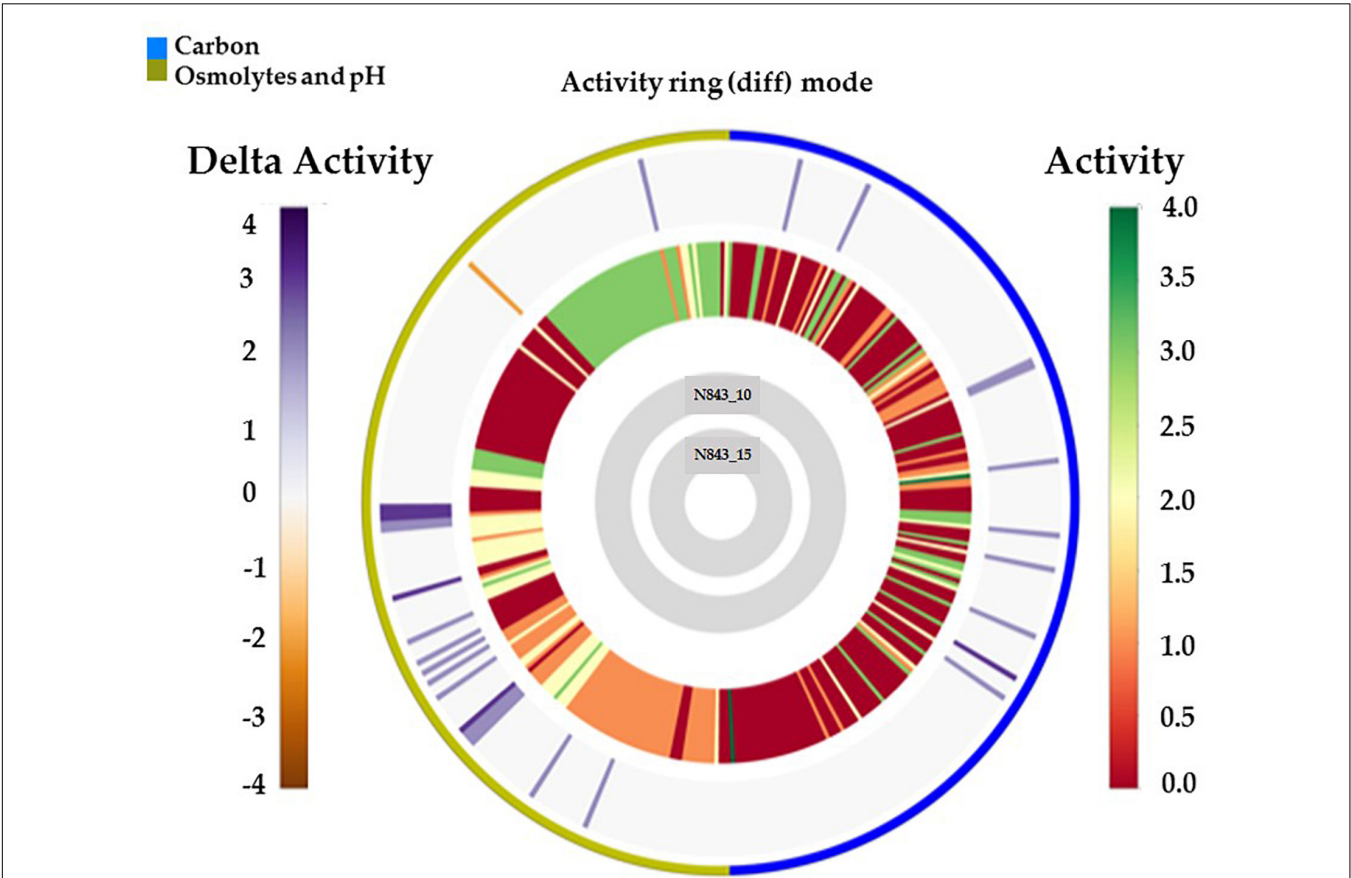 Carbon
Osmolytes and pH
Activity ring (diff) mode
Delta Activity
Activity
4
3
2
1
0
-1
-2
-3
-4
N843_10
N843_15
4.0
3.5
3.0
2.5
2.0
1.5
1.0
0.5
0.0